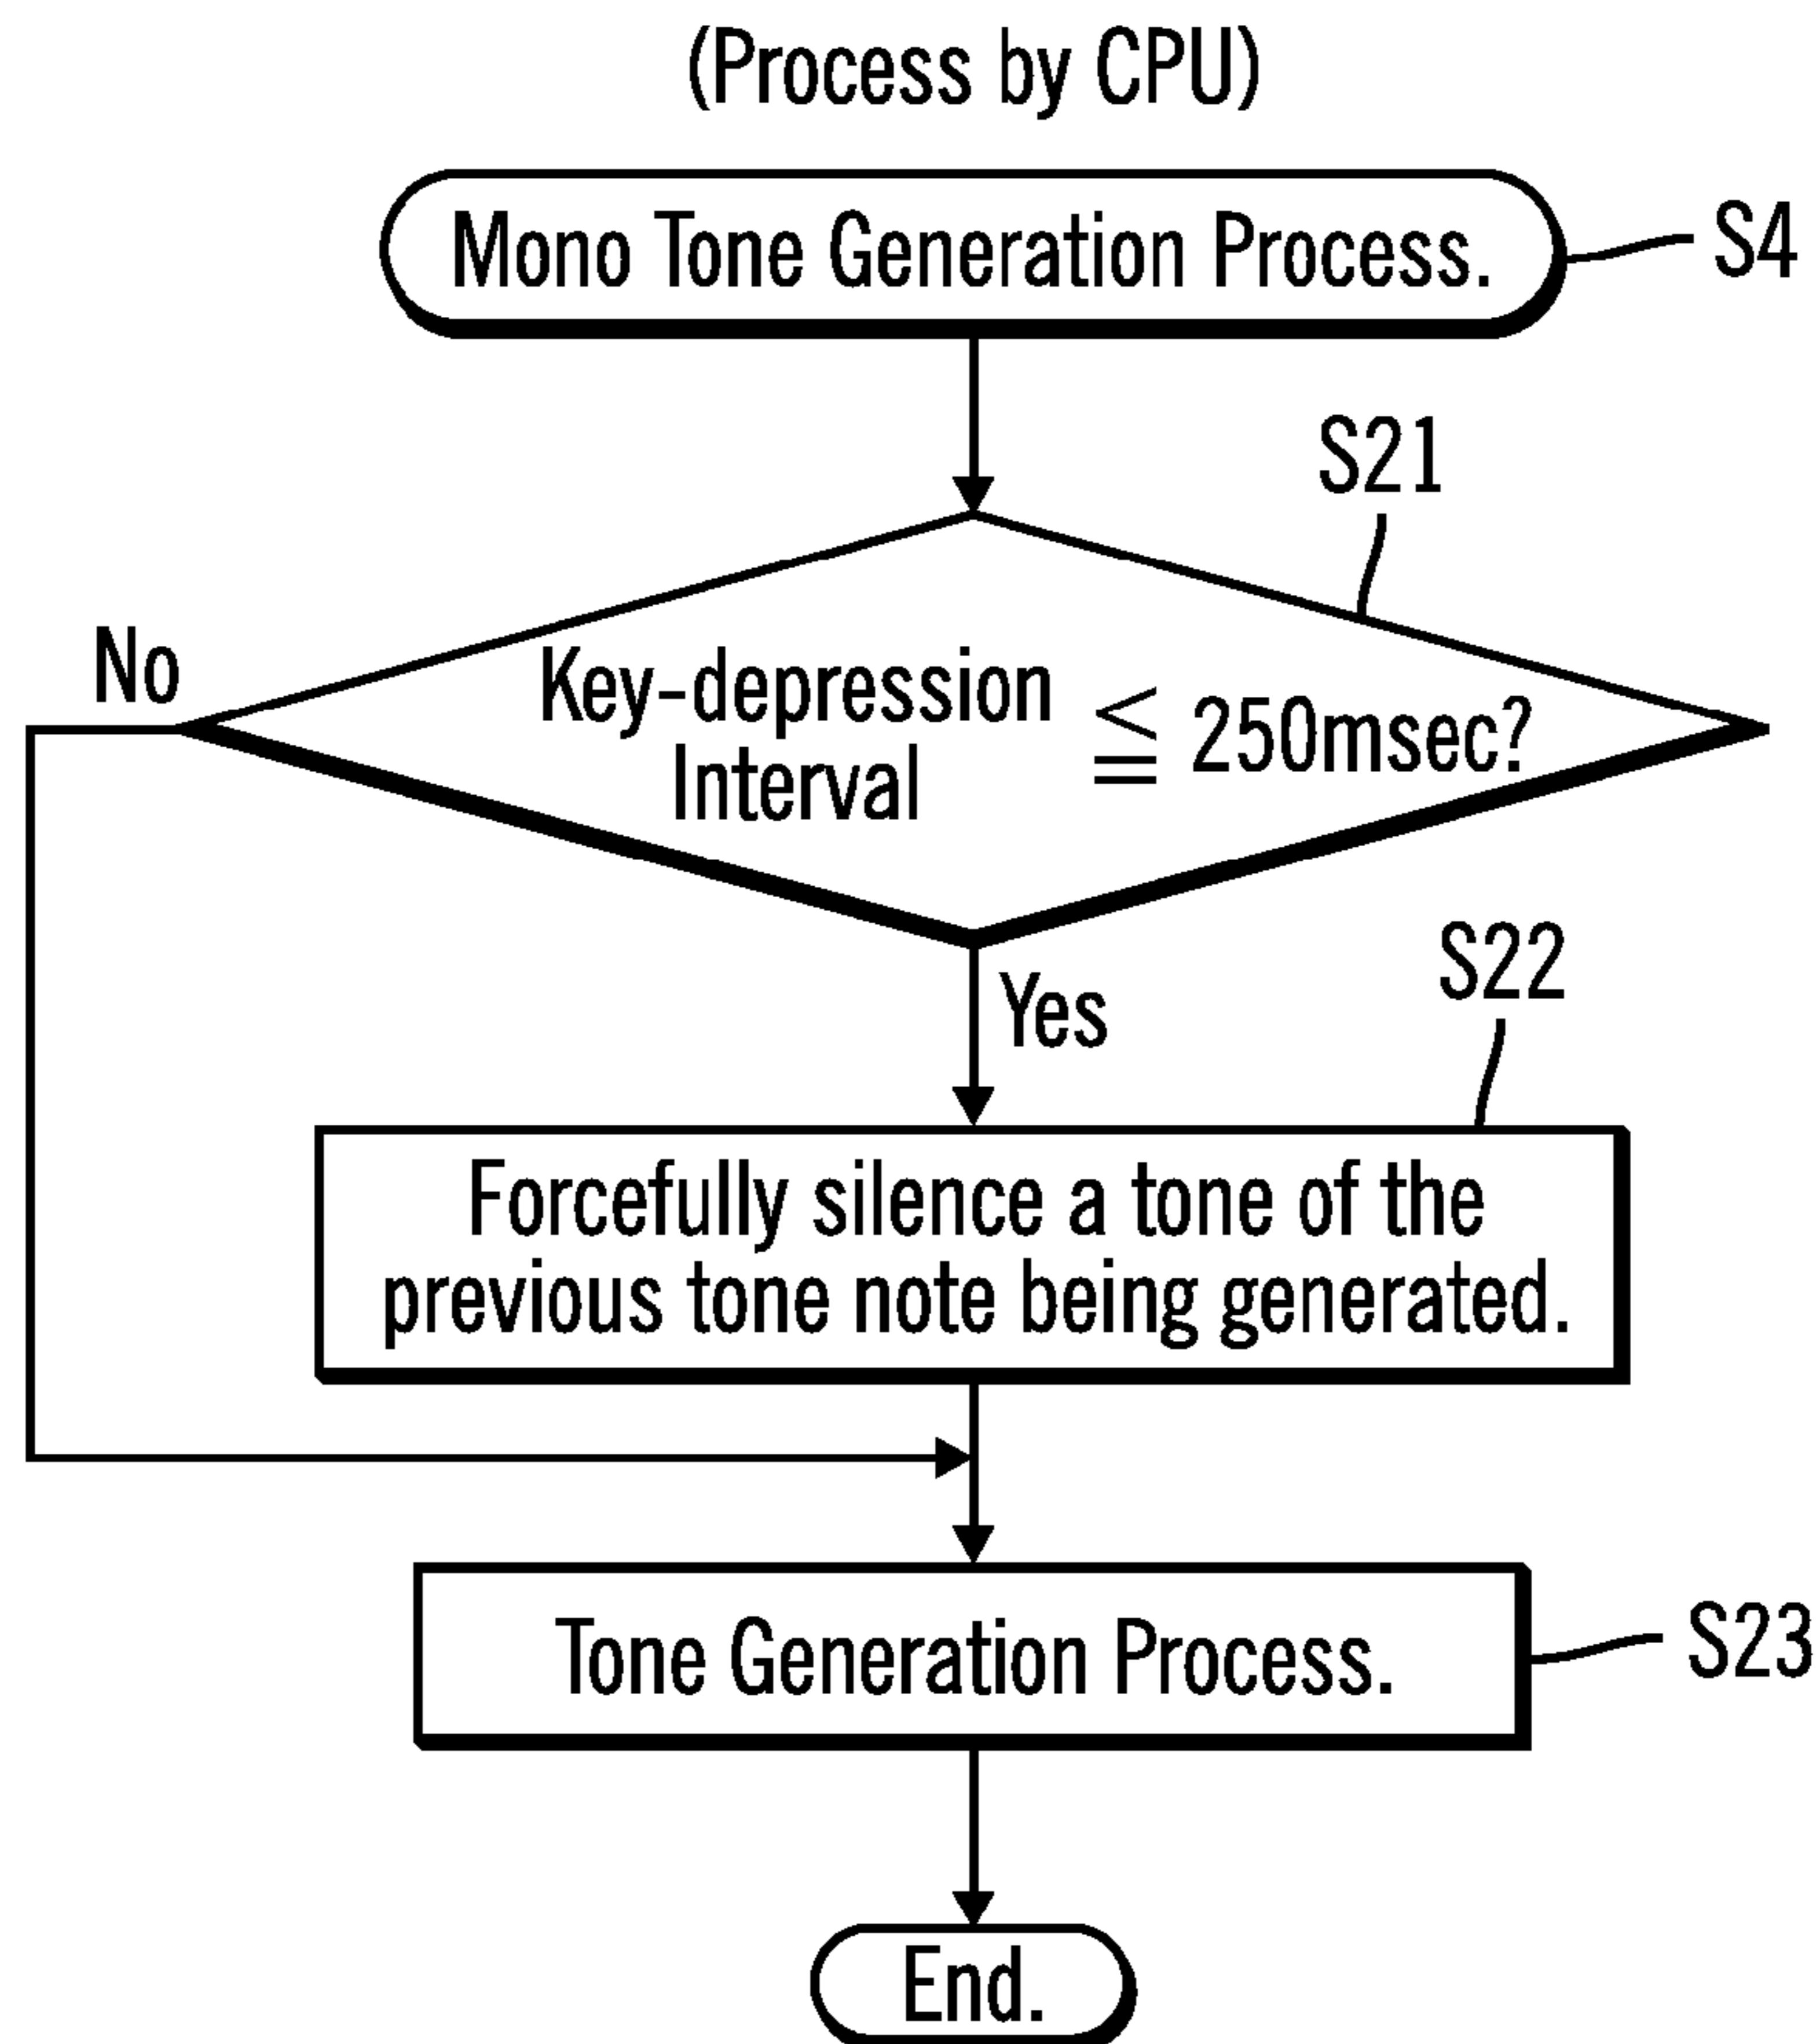 (Process by CPU)
Mono Tone Generation Process.
S4
S21
No
Key-depression
Interval
≦ 250msec?
Yes
S22
Forcefully silence a tone of the
previous tone note being generated.
Tone Generation Process.
S23
End.